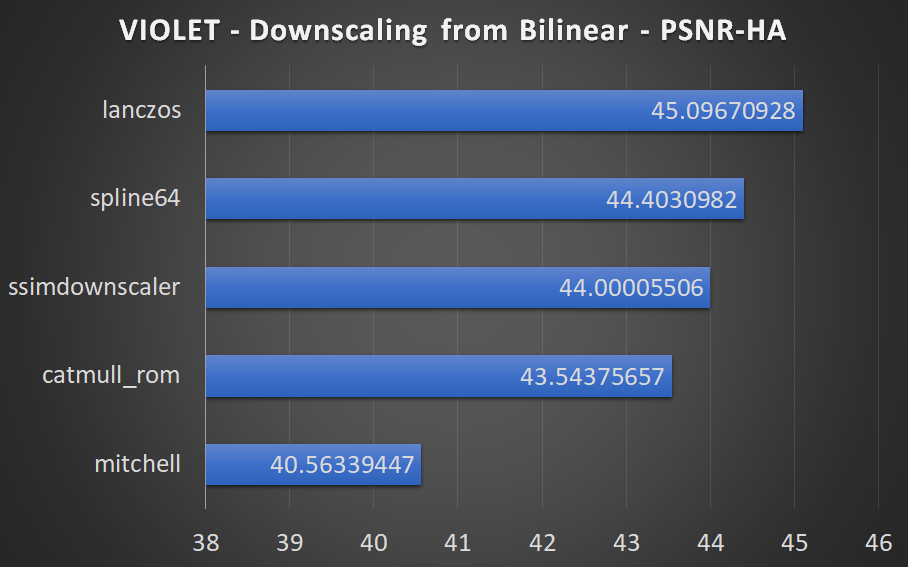 VIOLET - Downscaling from Bilinear - PSNR-HA
lanczos 45.09670928
spline64 44.4030982
ssimdownscaler 44.00005506
catmull_rom 43.54375657
mitchell 40.56339447
38 39 40 41 42 43 44 45 46